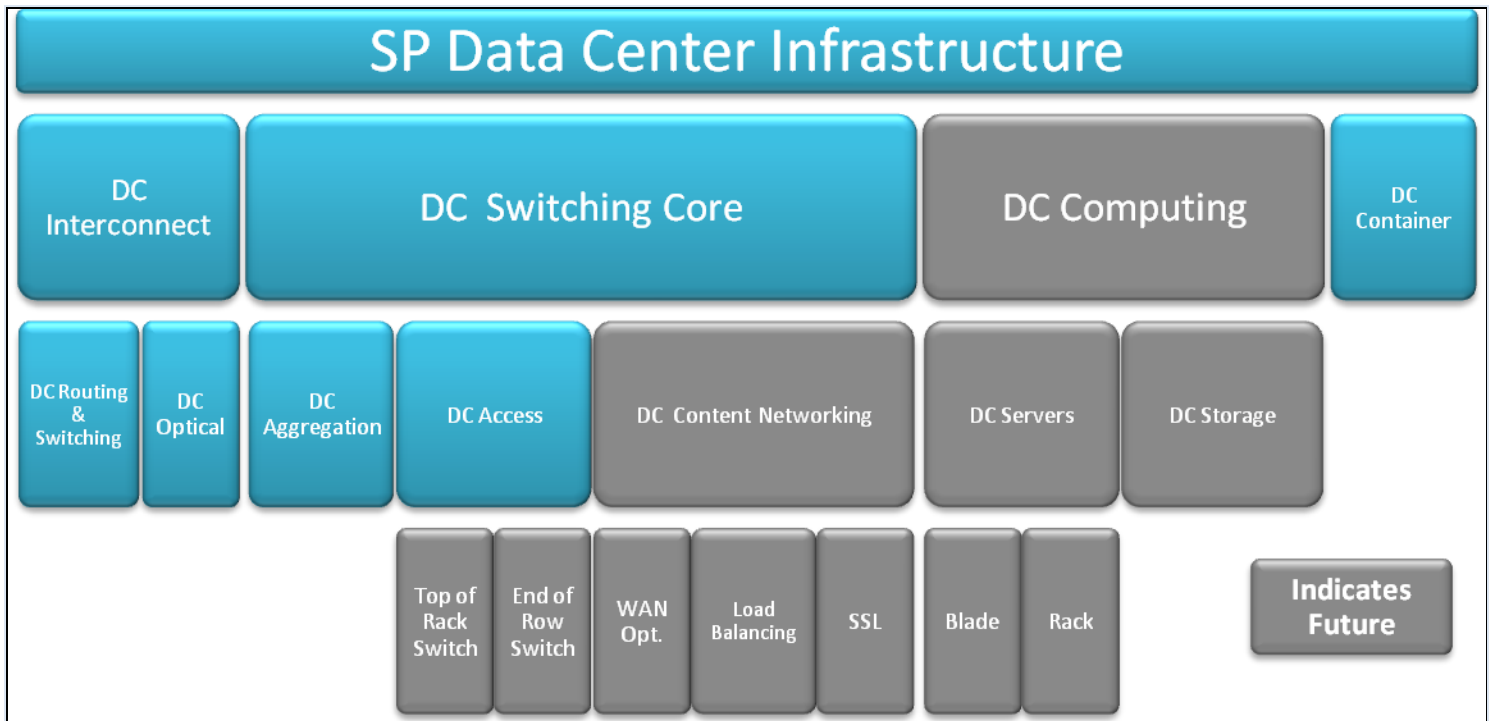 SP Data Center Infrastructure
DC
Interconnect
DC Switching Core
DC Computing
DC
Container
DC Routing
&
Switching
DC
Optical
DC
Aggregation
DC Access
DC Content Networking
DC Servers
DC Storage
Top of
Rack
Switch
End of
Row
Switch
WAN
Opt.
Load
Balancing
SSL
Blade
Rack
Indicates
Future